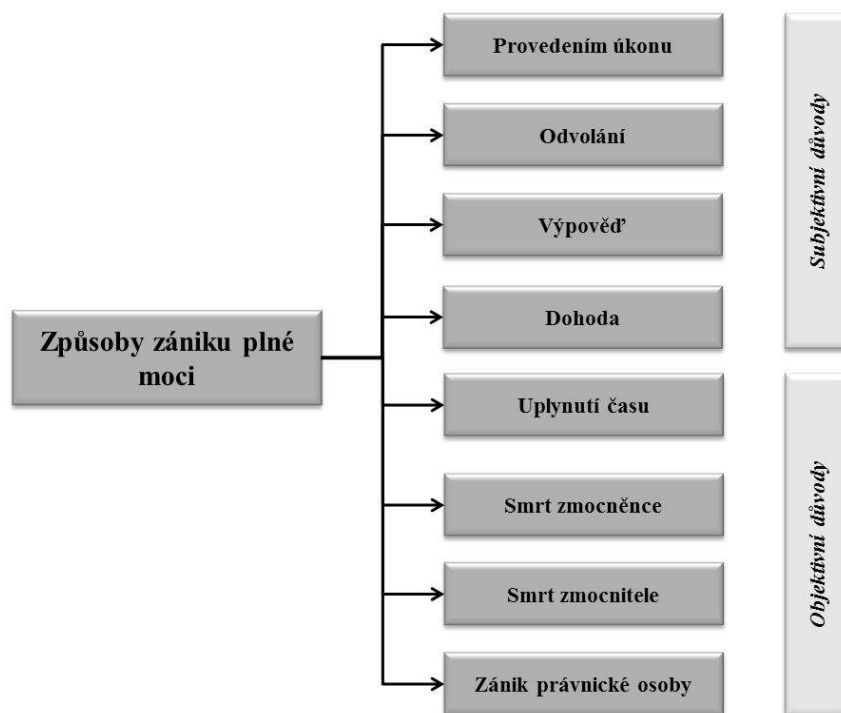 Způsoby zániku plné
moci
Provedením úkonu
Odvolání
Výpověď
Dohoda
Uplynutí času
Smrt zmocněnce
Smrt zmocnitele
Zánik právnické osoby
Subjektivní důvody
Objektivní důvody